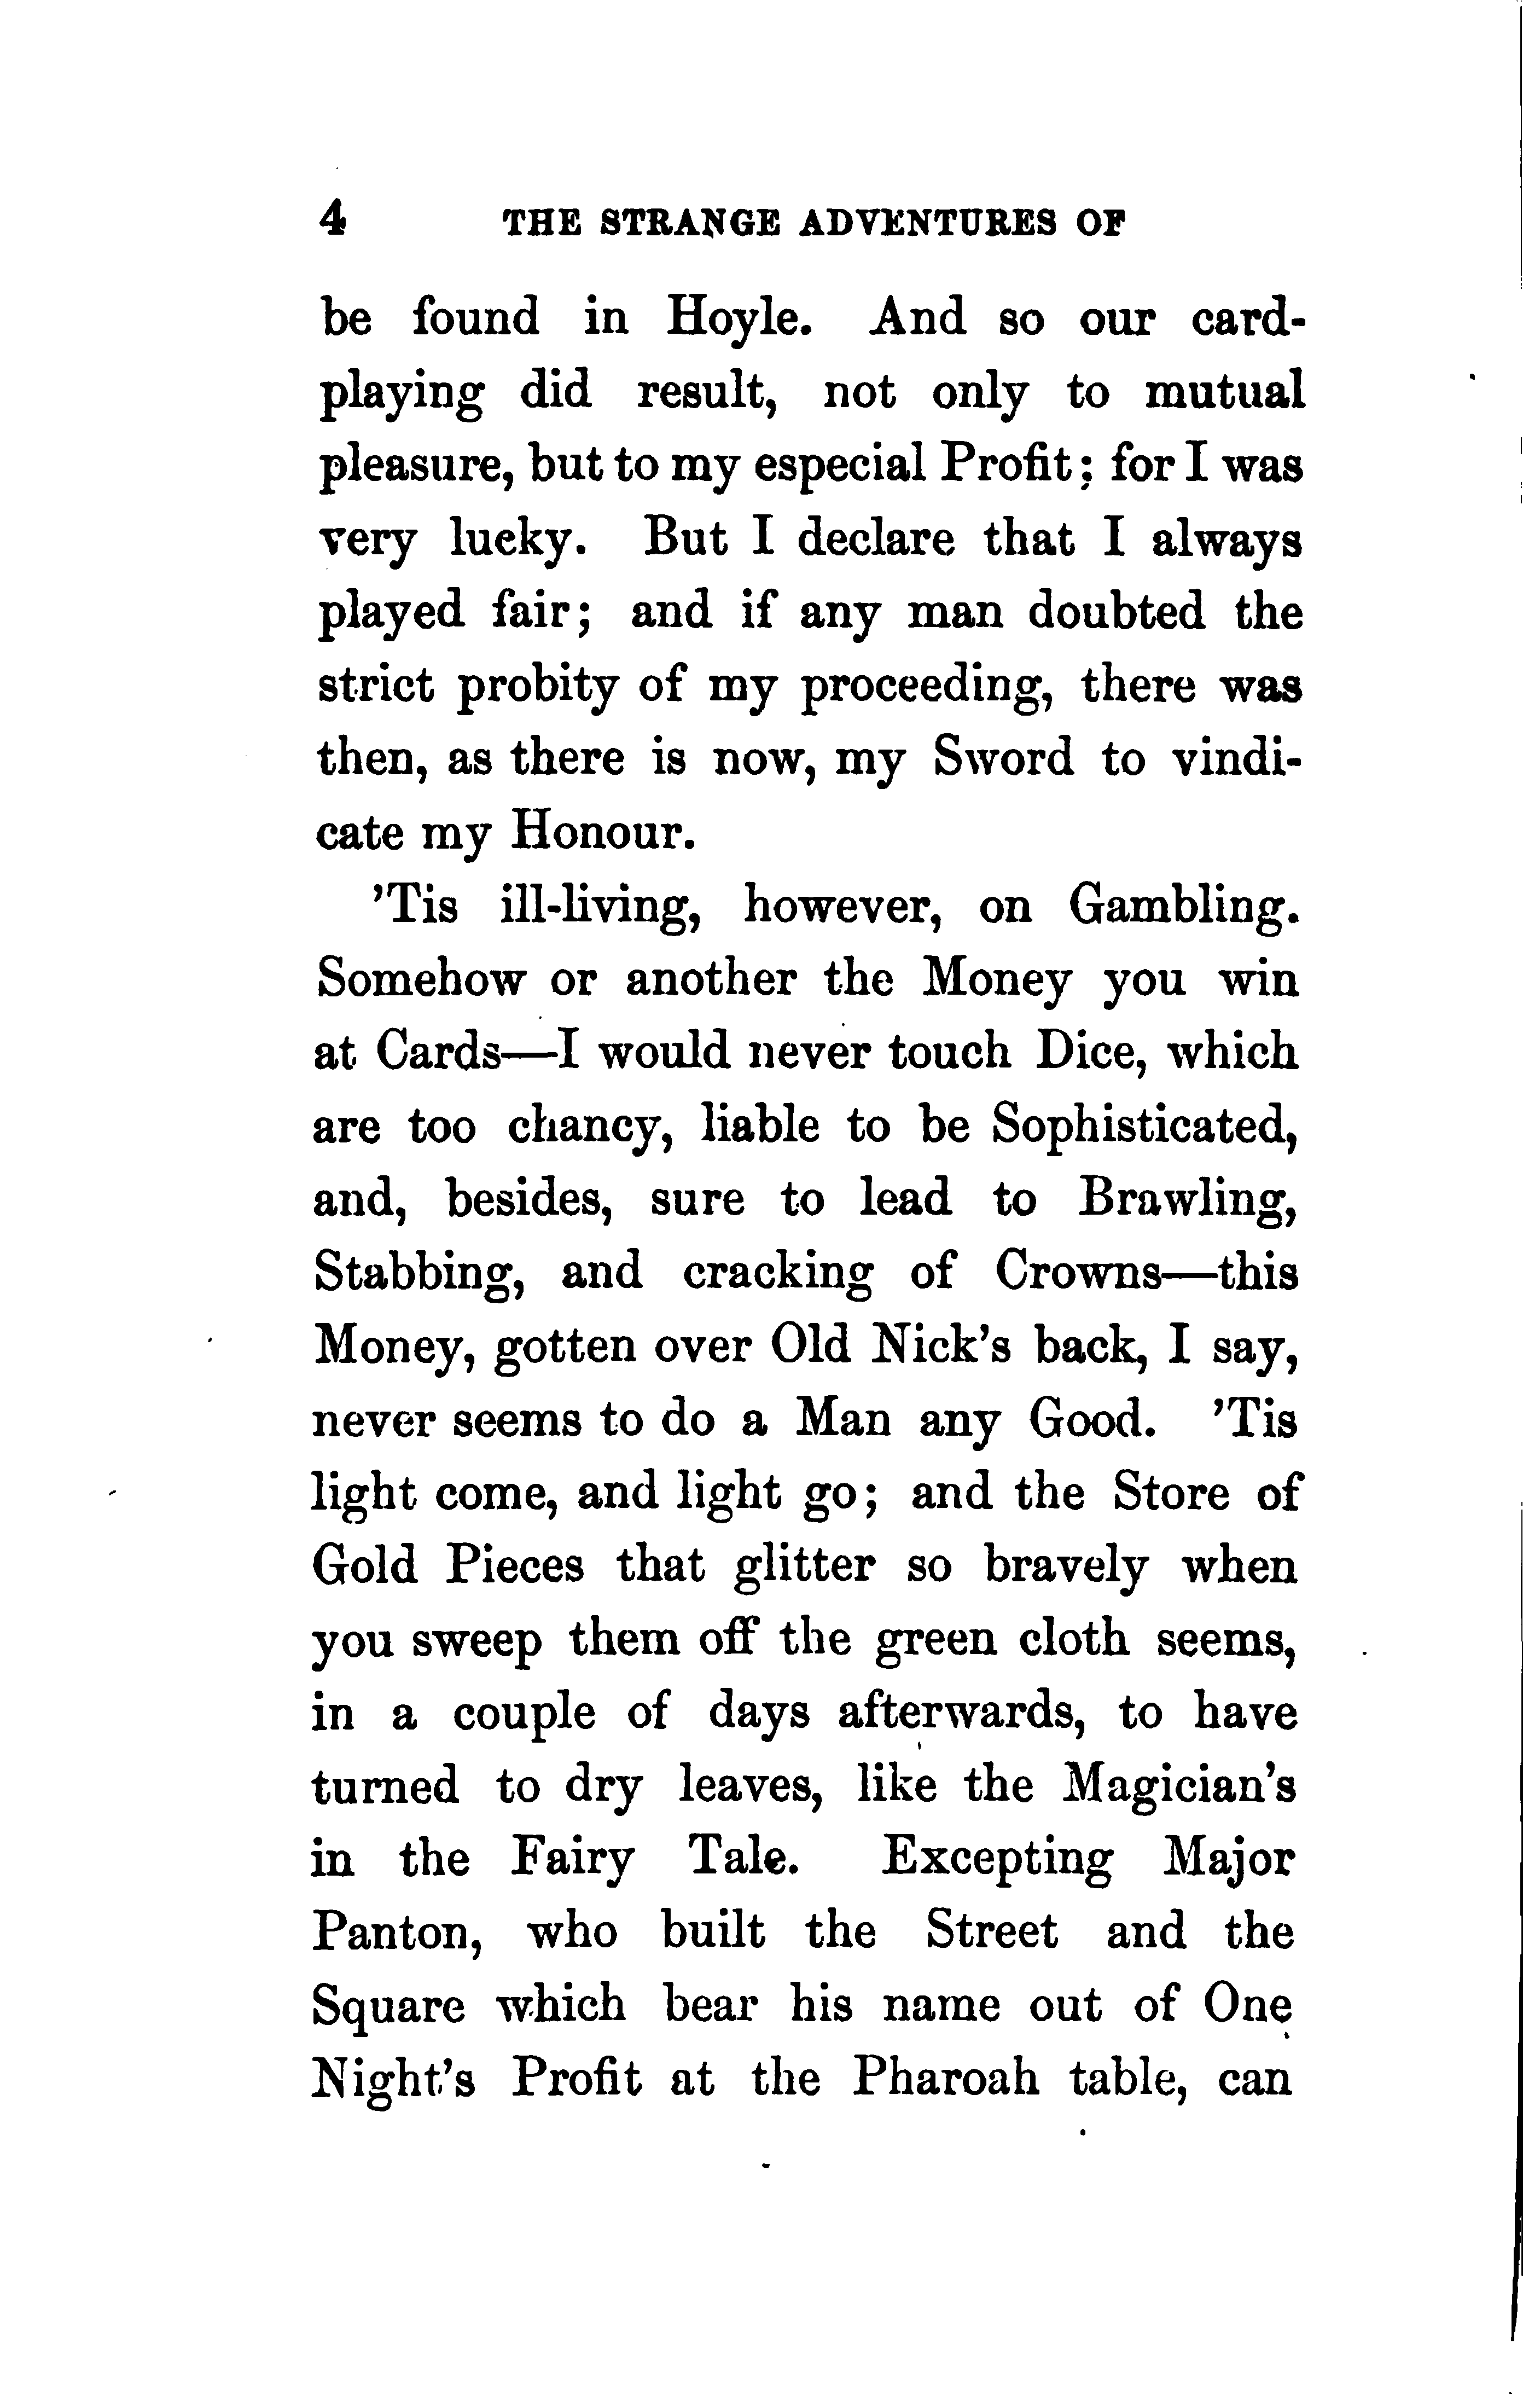 4 THE STRANGE ADVENTURES OF
be found in Hoyle. And so our card-
playing did result, not only to mutual
pleasure, but to my especial Profit; for I was
very lucky. But I declare that I always
played fair; and if any man doubted the
strict probity of my proceeding, there was
then, as there is now, my Sword to vindi-
cate my Honour.
’Tis ill-living, however, on Gambling.
Somehow or another the Money you win
at Cards—I would never touch Dice, which
are too chancy, liable to be Sophisticated,
and, besides, sure to lead to Brawling,
Stabbing, and cracking of Crowns—this
Money, gotten over Old Nick’s back, I say,
never seems to do a Man any Good. ’Tis
light come, and light go; and the Store of
Gold Pieces that glitter so bravely when
you sweep them off the green cloth seems,
in a couple of days afterwards, to have
turned to dry leaves, like the Magician’s
in the Fairy Tale. Excepting Major
Panton, who built the Street and the
Square which bear his name out of One
Night’s Profit at the Pharoah table, can